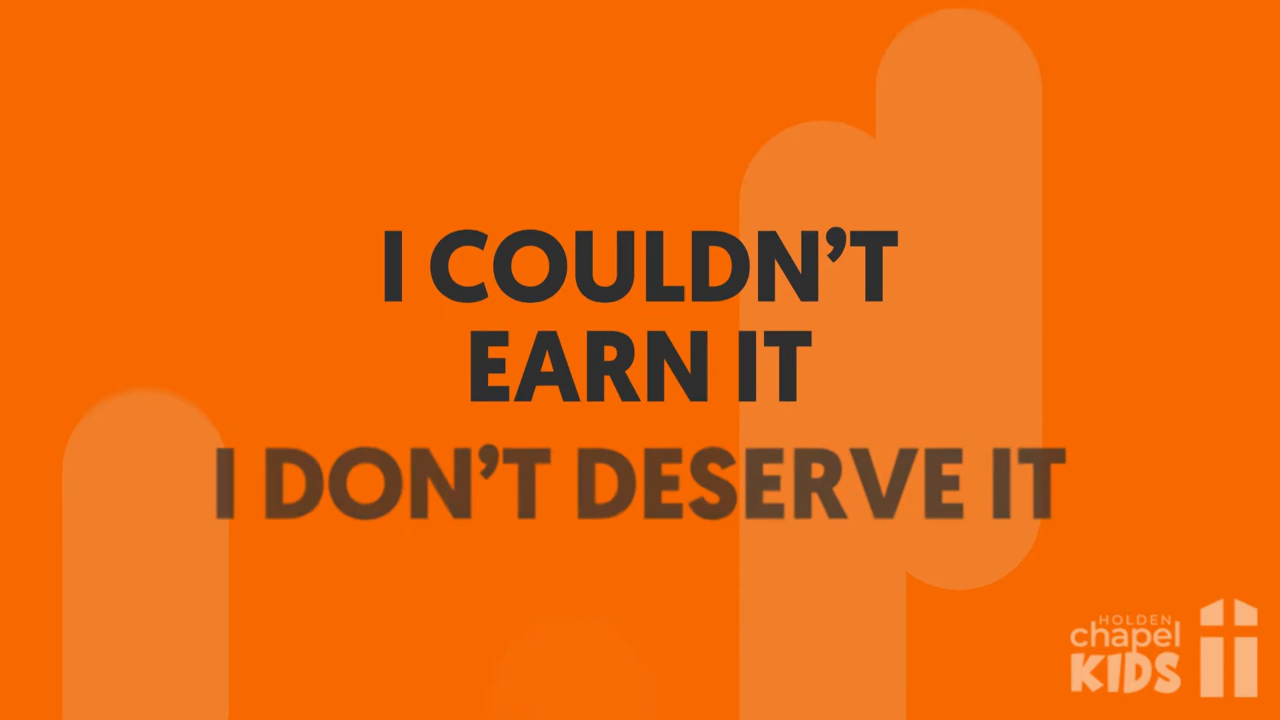 I COULDN’T
EARN IT
I DON’T DESERVE IT
HOLDEN
chapel
KIDS